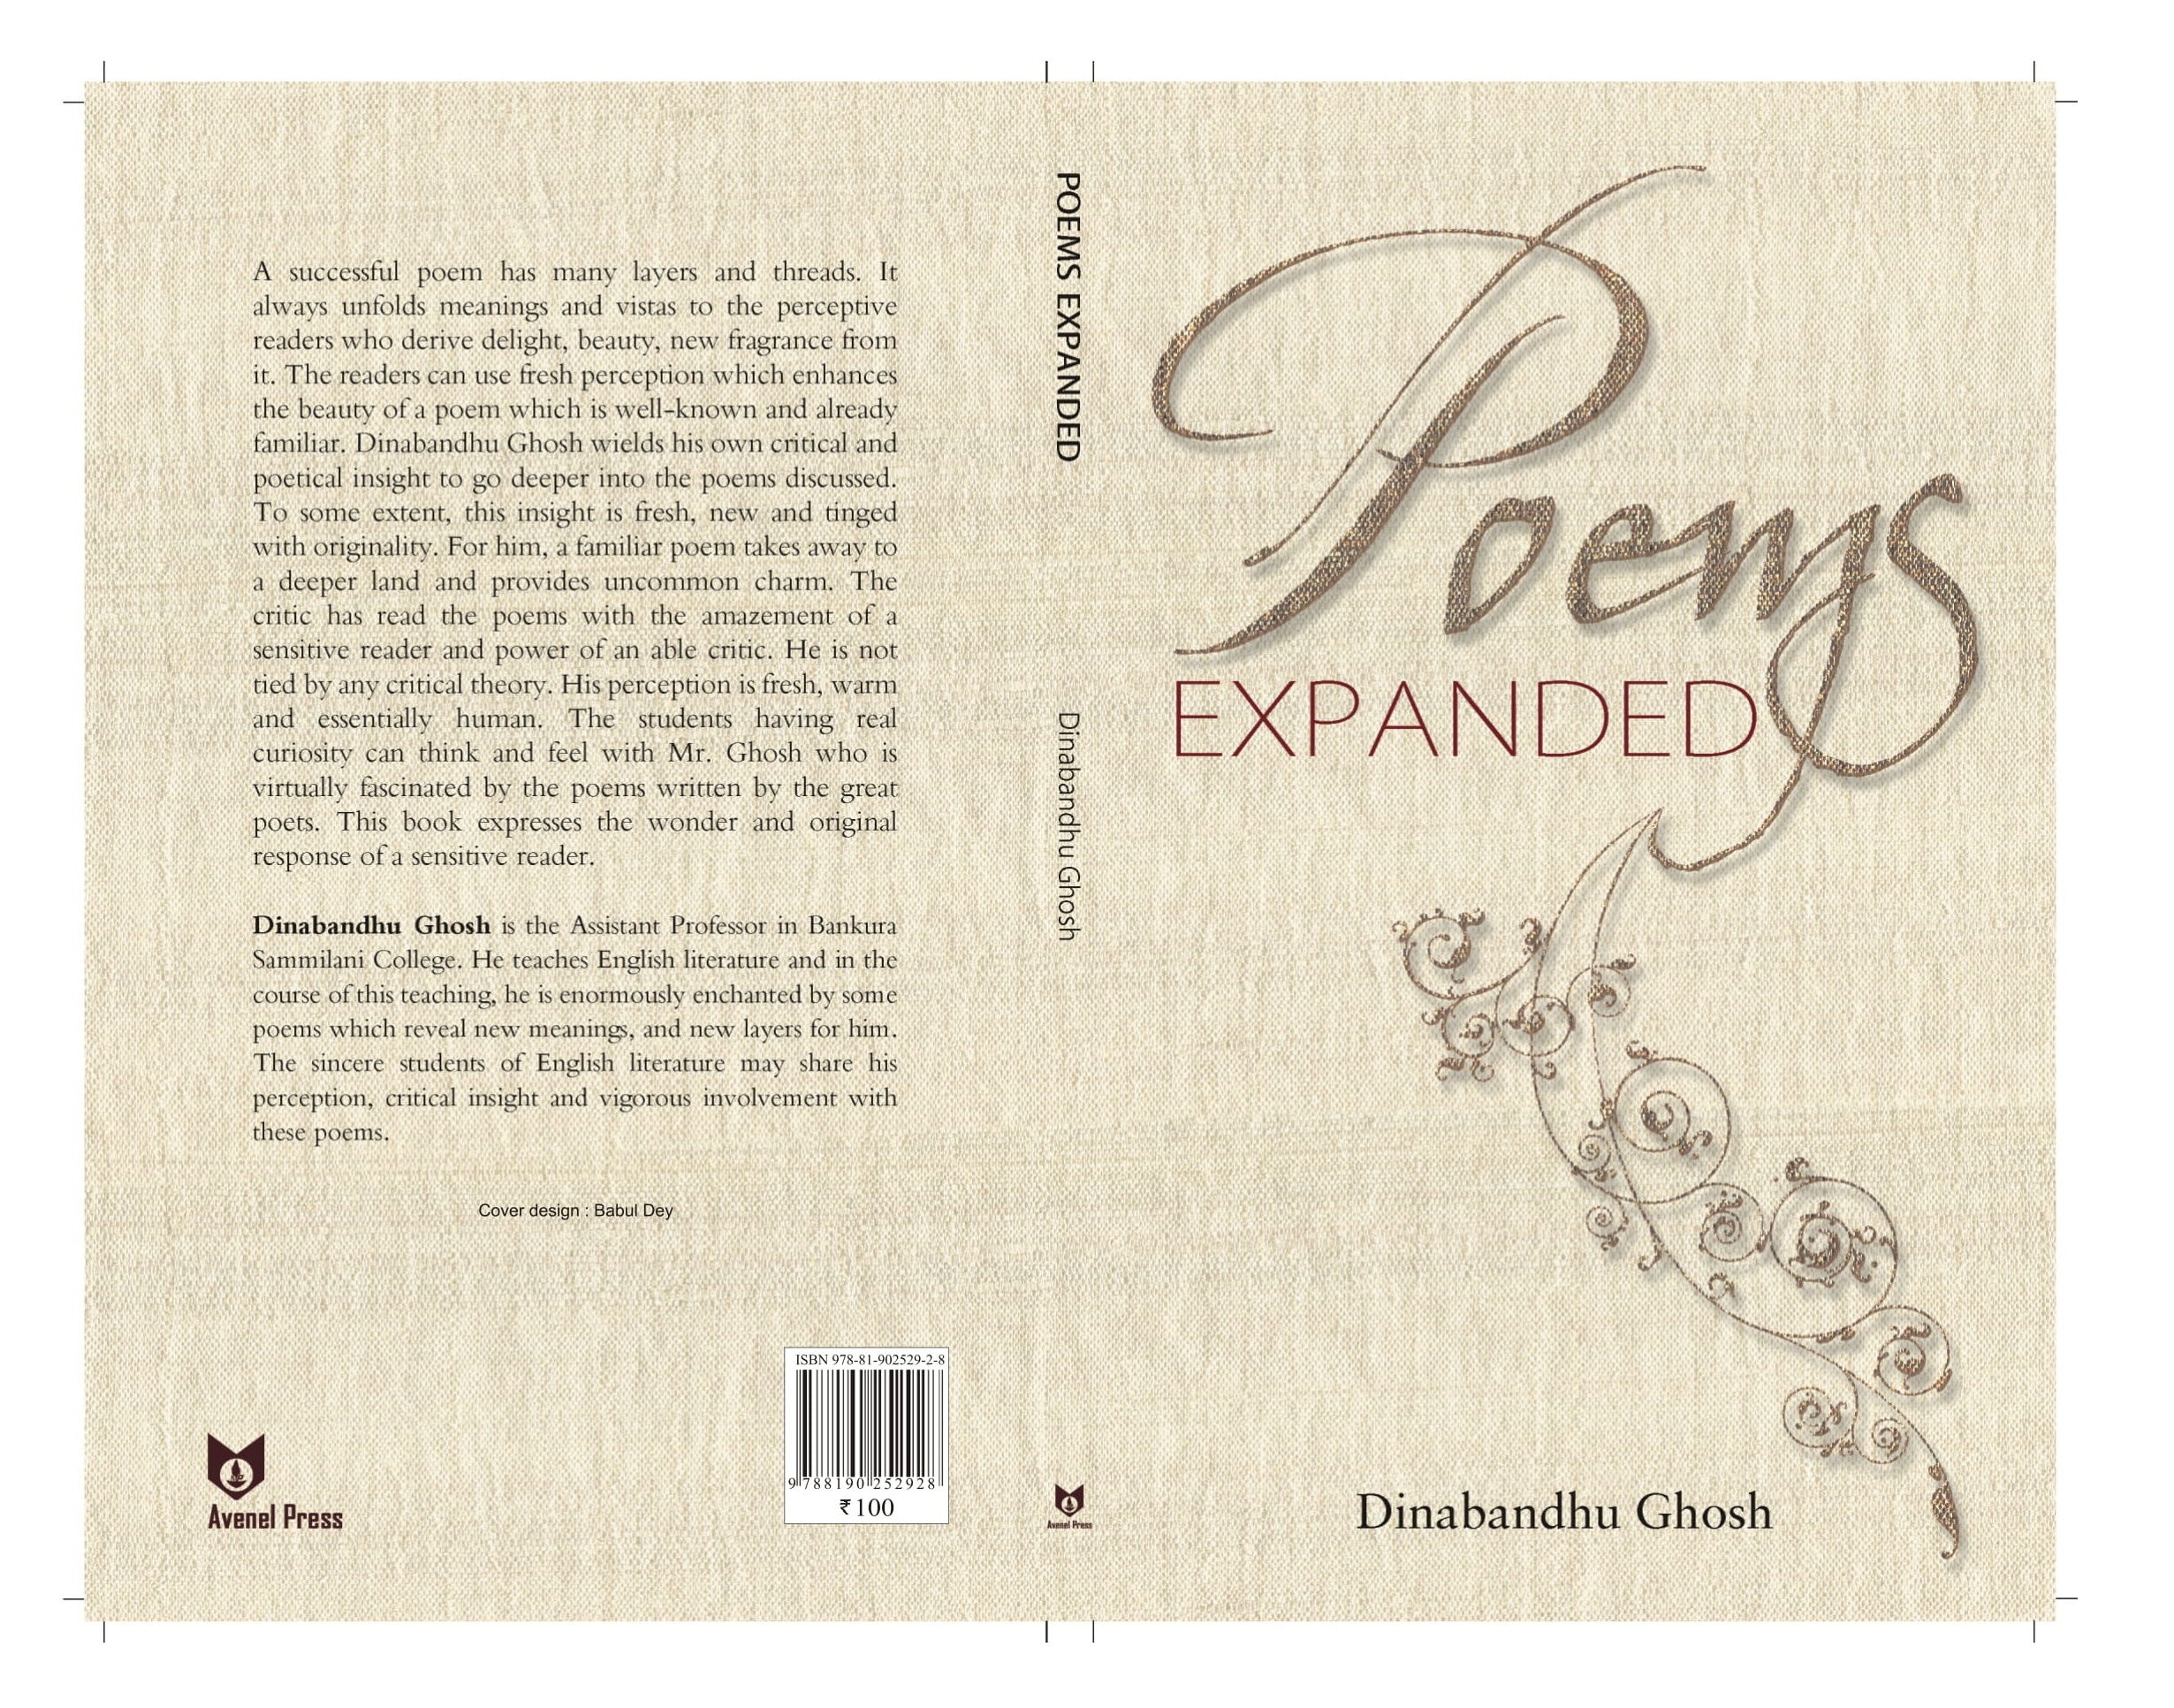 A successful poem has many layers and threads. It
always unfolds meanings and vistas to the perceptive
readers who derive delight, beauty, new fragrance from
it. The readers can use fresh perception which enhances
the beauty of a poem which is well-known and already
familiar. Dinabandhu Ghosh wields his own critical and
poetical insight to go deeper into the poems discussed.
To some extent, this insight is fresh, new and tinged
with originality. For him, a familiar poem takes away to
a deeper land and provides uncommon charm. The
critic has read the poems with the amazement of a
sensitive reader and power of an able critic. He is not
tied by any critical theory. His perception is fresh, warm
and essentially human. The students having real
curiosity can think and feel with Mr. Ghosh who is
virtually fascinated by the poems written by the great
poets. This book expresses the wonder and original
response of a sensitive reader.
Dinabandhu Ghosh is the Assistant Professor in Bankura
Sammilani College. He teaches English literature and in the
course of this teaching, he is enormously enchanted by some
poems which reveal new meanings, and new layers for him.
The sincere students of English literature may share his
perception, critical insight and vigorous involvement with
these poems.
Cover design : Babul Dey
Avenel Press
ISBN 978-81-902529-2-8
9 788190 252928
₹ 100
POEMS EXPANDED
Dinabandhu Ghosh
Avenel Press
Poems
EXPANDED
Dinabandhu Ghosh